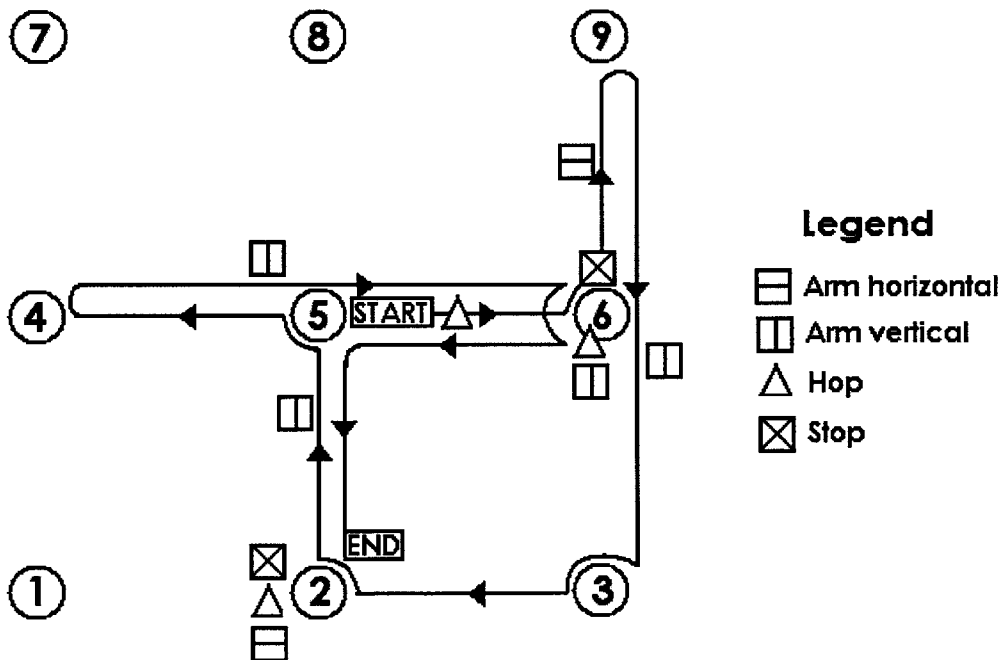 7 8 9
4 5 START 6
END
1 2 3
Legend
Arm horizontal
Arm vertical
Hop
Stop